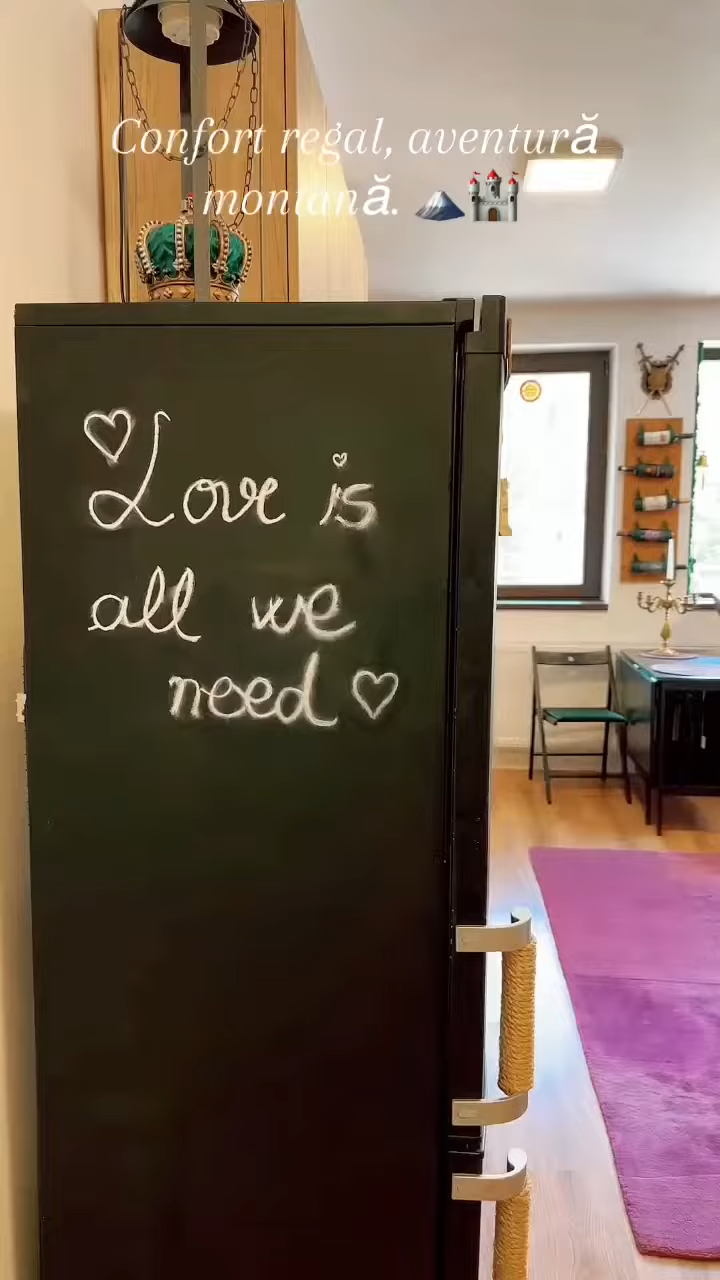 Confort regal, aventură
montană. 🌋🏰
♡Love is
all we
need♡